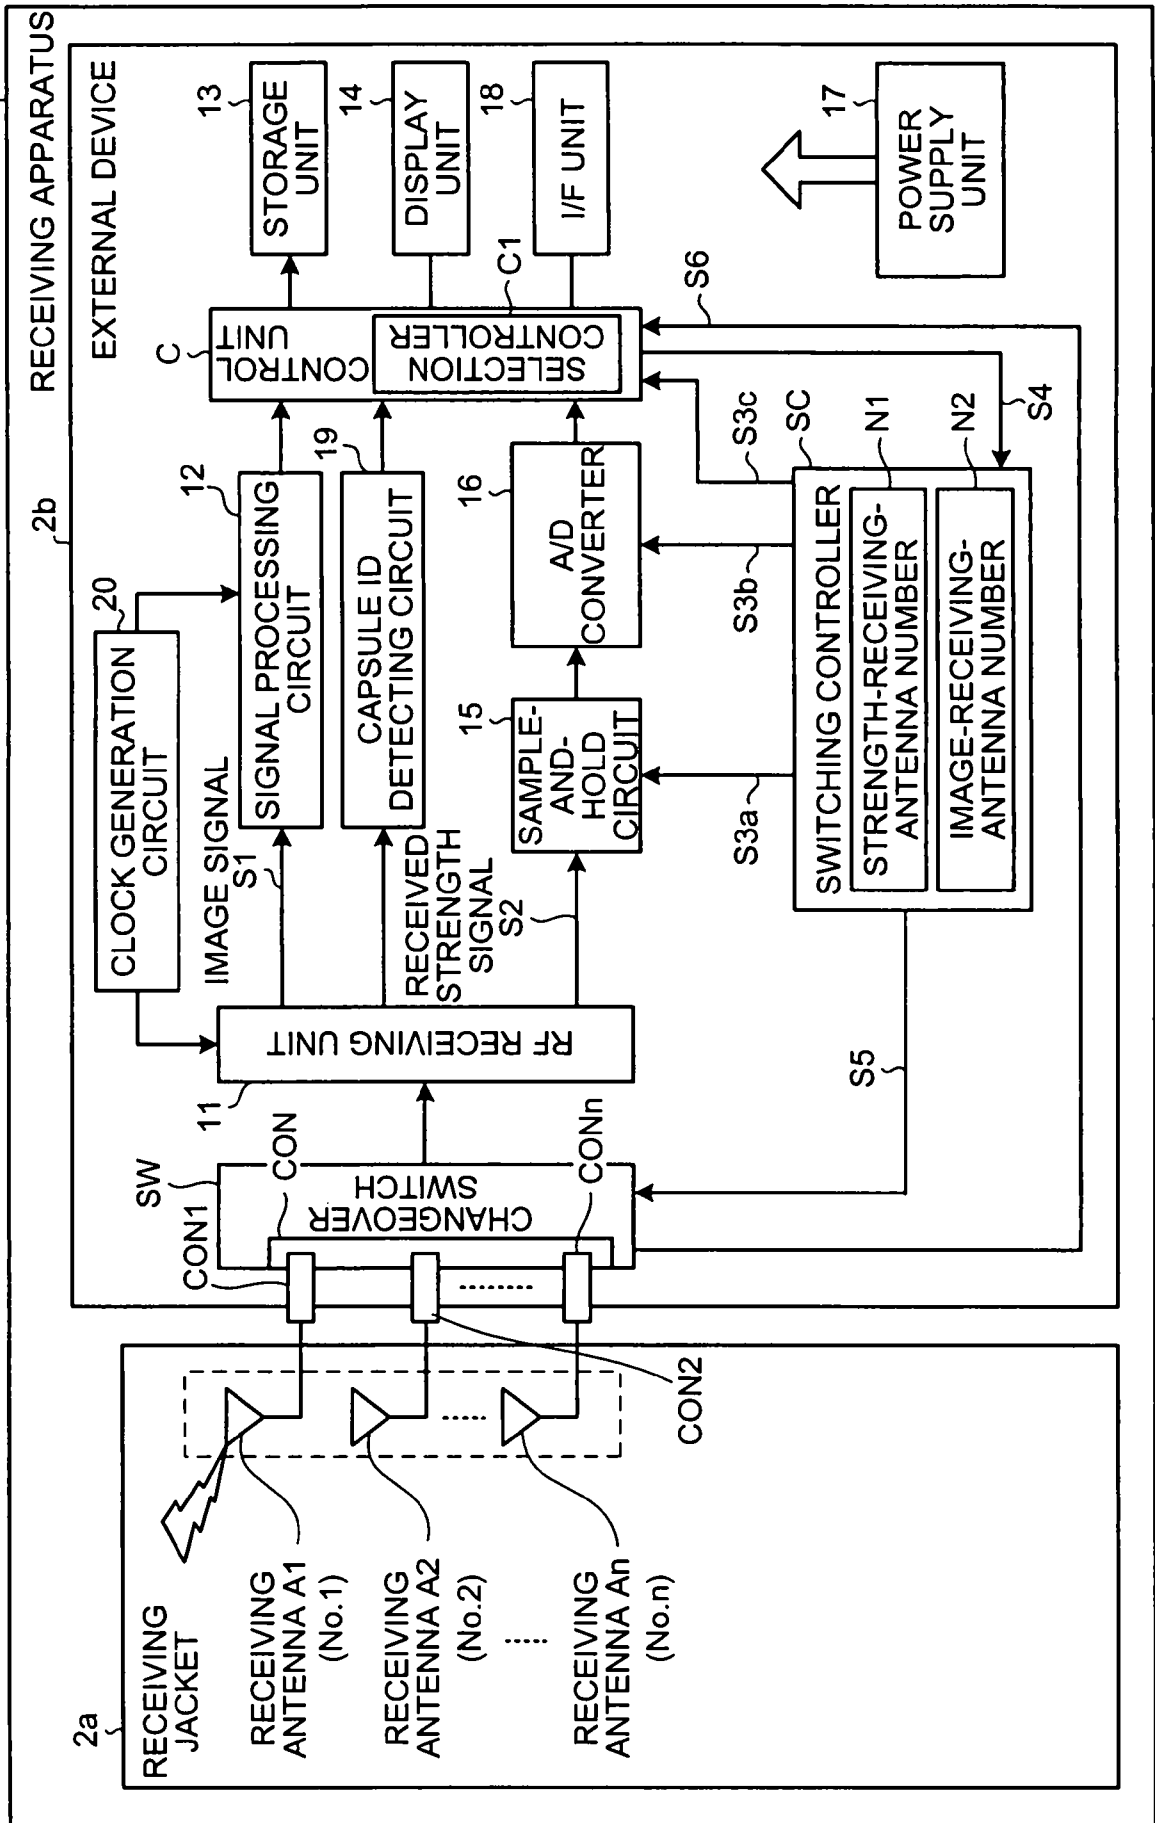 RECEIVING APPARATUS
2b
EXTERNAL DEVICE
20
CLOCK GENERATION
CIRCUIT
IMAGE SIGNAL
S1
12
SIGNAL PROCESSING
CIRCUIT
C
CONTROL
UNIT
13
STORAGE
UNIT
19
CAPSULE ID
DETECTING CIRCUIT
14
DISPLAY
UNIT
C1
SELECTION
CONTROLLER
18
I/F UNIT
RECEIVED
STRENGTH
SIGNAL
S2
15
SAMPLE-
AND-
HOLD
CIRCUIT
16
A/D
CONVERTER
11
RF RECEIVING UNIT
SW
CHANGEOVER
SWITCH
CON
CON1
CONn
CON2
S3a
S3b
S3c
S6
S4
SC
SWITCHING CONTROLLER
N1
STRENGTH-RECEIVING-
ANTENNA NUMBER
N2
IMAGE-RECEIVING-
ANTENNA NUMBER
S5
17
POWER
SUPPLY
UNIT
2a
RECEIVING
JACKET
RECEIVING
ANTENNA A1
(No.1)
RECEIVING
ANTENNA A2
(No.2)
RECEIVING
ANTENNA An
(No.n)